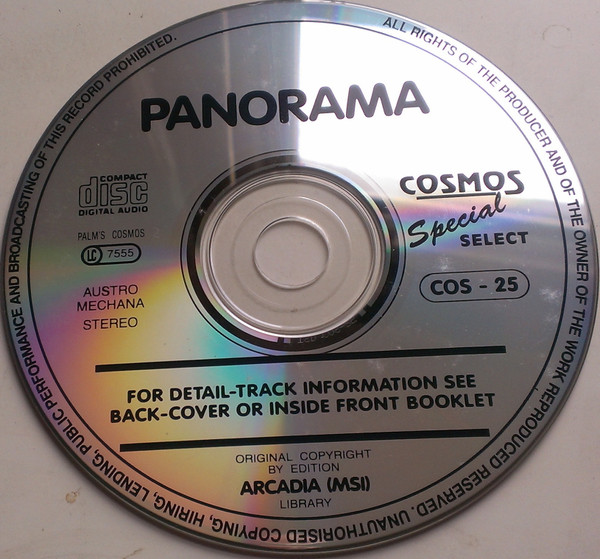 PANORAMA
COMPACT
disc
DIGITAL AUDIO
COSMOS
Special
SELECT
PALM'S COSMOS
LC 7555
COS - 25
AUSTRO
MECHANA
STEREO
FOR DETAIL-TRACK INFORMATION SEE
BACK-COVER OR INSIDE FRONT BOOKLET
ORIGINAL COPYRIGHT
BY EDITION
ARCADIA (MSI)
LIBRARY
ALL RIGHTS OF THE PRODUCER AND OF THE OWNER OF THE WORK REPRODUCED RESERVED. UNAUTHORISED COPYING, HIRING, LENDING, PUBLIC PERFORMANCE AND BROADCASTING OF THIS RECORD PROHIBITED.